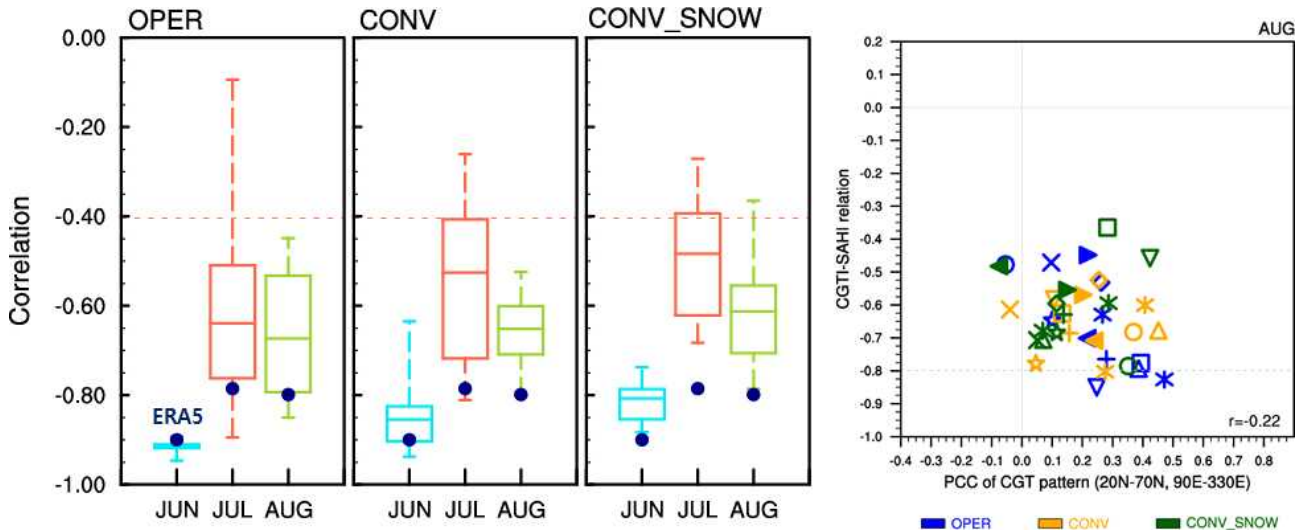 OPER
CONV
CONV_SNOW
Correlation
0.00
-0.20
-0.40
-0.60
-0.80
-1.00
ERA5
JUN JUL AUG
JUN JUL AUG
JUN JUL AUG
AUG
CGTI-SAHI relation
0.2
0.1
0.0
-0.1
-0.2
-0.3
-0.4
-0.5
-0.6
-0.7
-0.8
-0.9
-1.0
r=-0.22
-0.4 -0.3 -0.2 -0.1 0.0 0.1 0.2 0.3 0.4 0.5 0.6 0.7 0.8
PCC of CGT pattern (20N-70N, 90E-330E)
OPER CONV CONV_SNOW